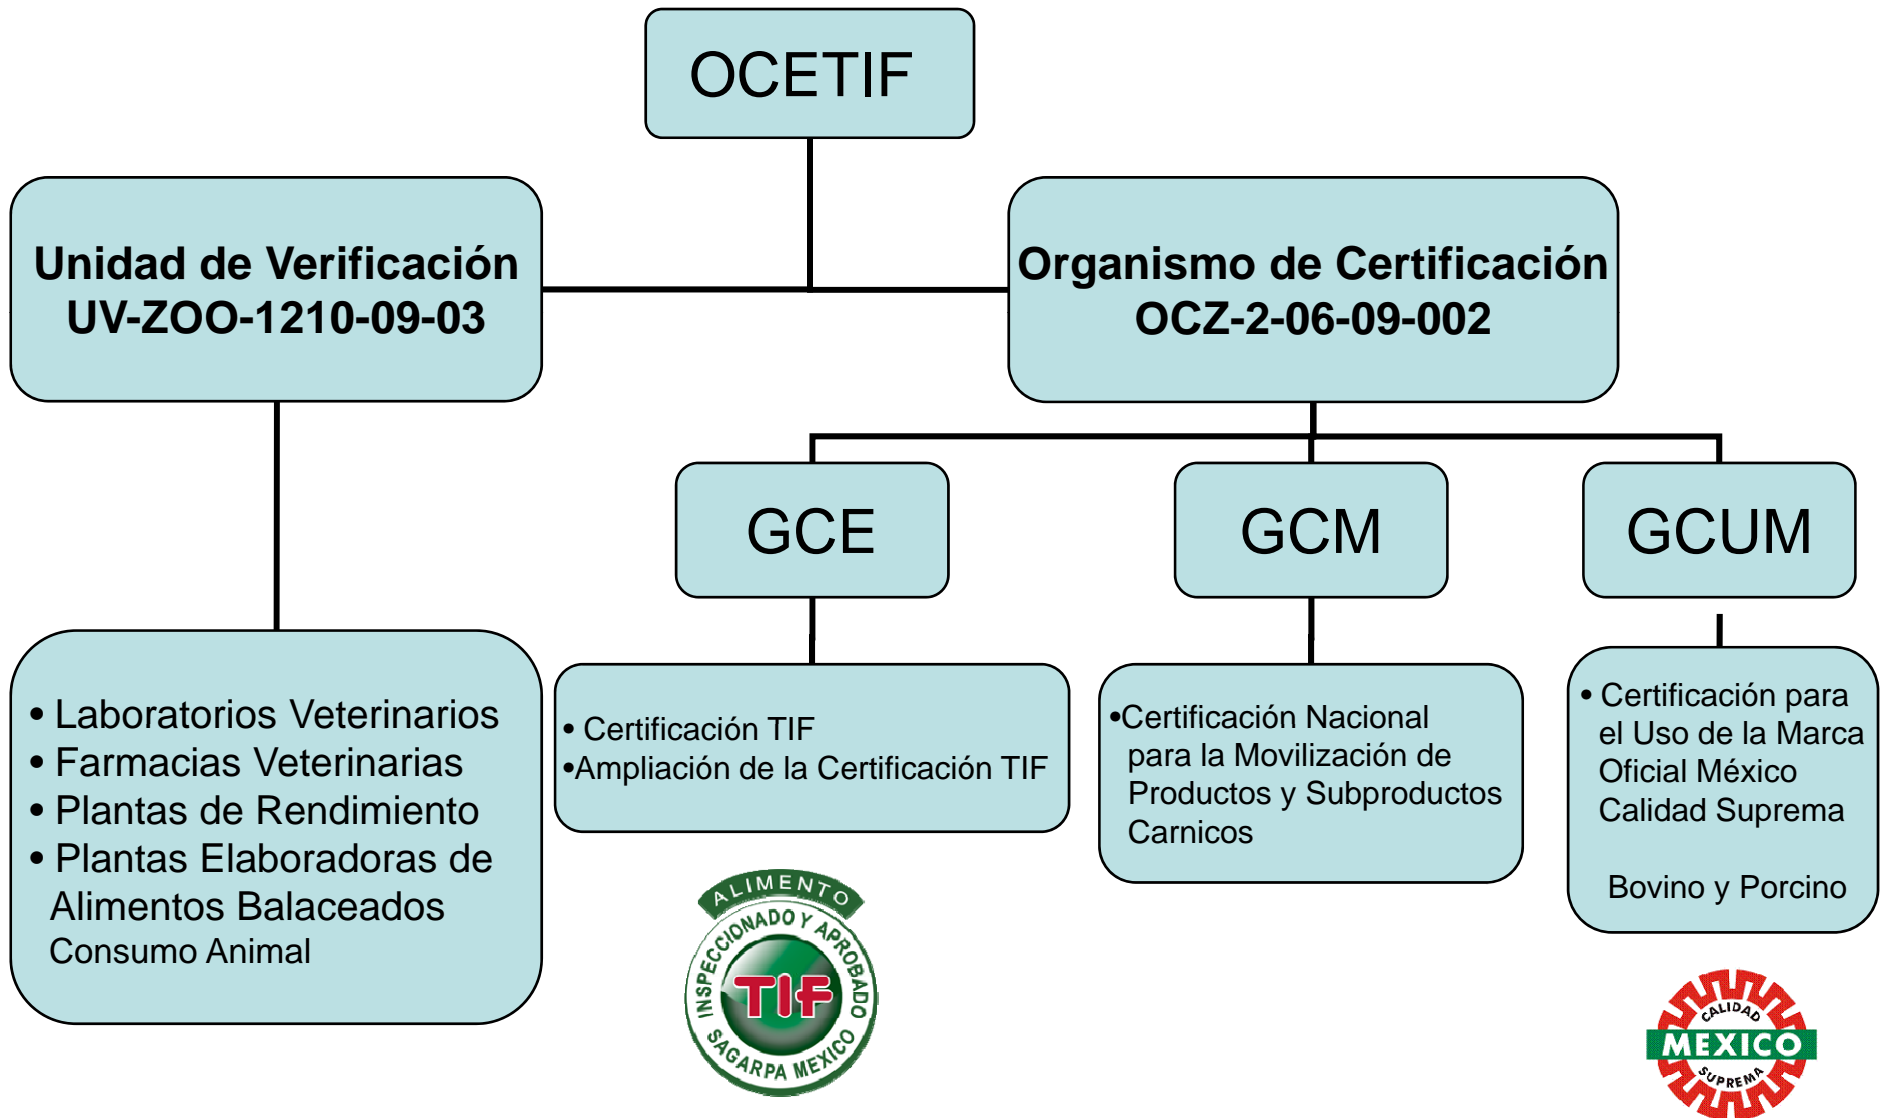 OCETIF
Unidad de Verificación
UV-ZOO-1210-09-03
Organismo de Certificación
OCZ-2-06-09-002
GCE
GCM
GCUM
• Laboratorios Veterinarios
• Farmacias Veterinarias
• Plantas de Rendimiento
• Plantas Elaboradoras de
Alimentos Balaceados
Consumo Animal
• Certificación TIF
•Ampliación de la Certificación TIF
•Certificación Nacional
para la Movilización de
Productos y Subproductos
Carnicos
• Certificación para
el Uso de la Marca
Oficial México
Calidad Suprema
Bovino y Porcino
ALIMENTO
INSPECCIONADO Y APROBADO
TIF
SAGARPA MEXICO
CALIDAD
MEXICO
SUPREMA